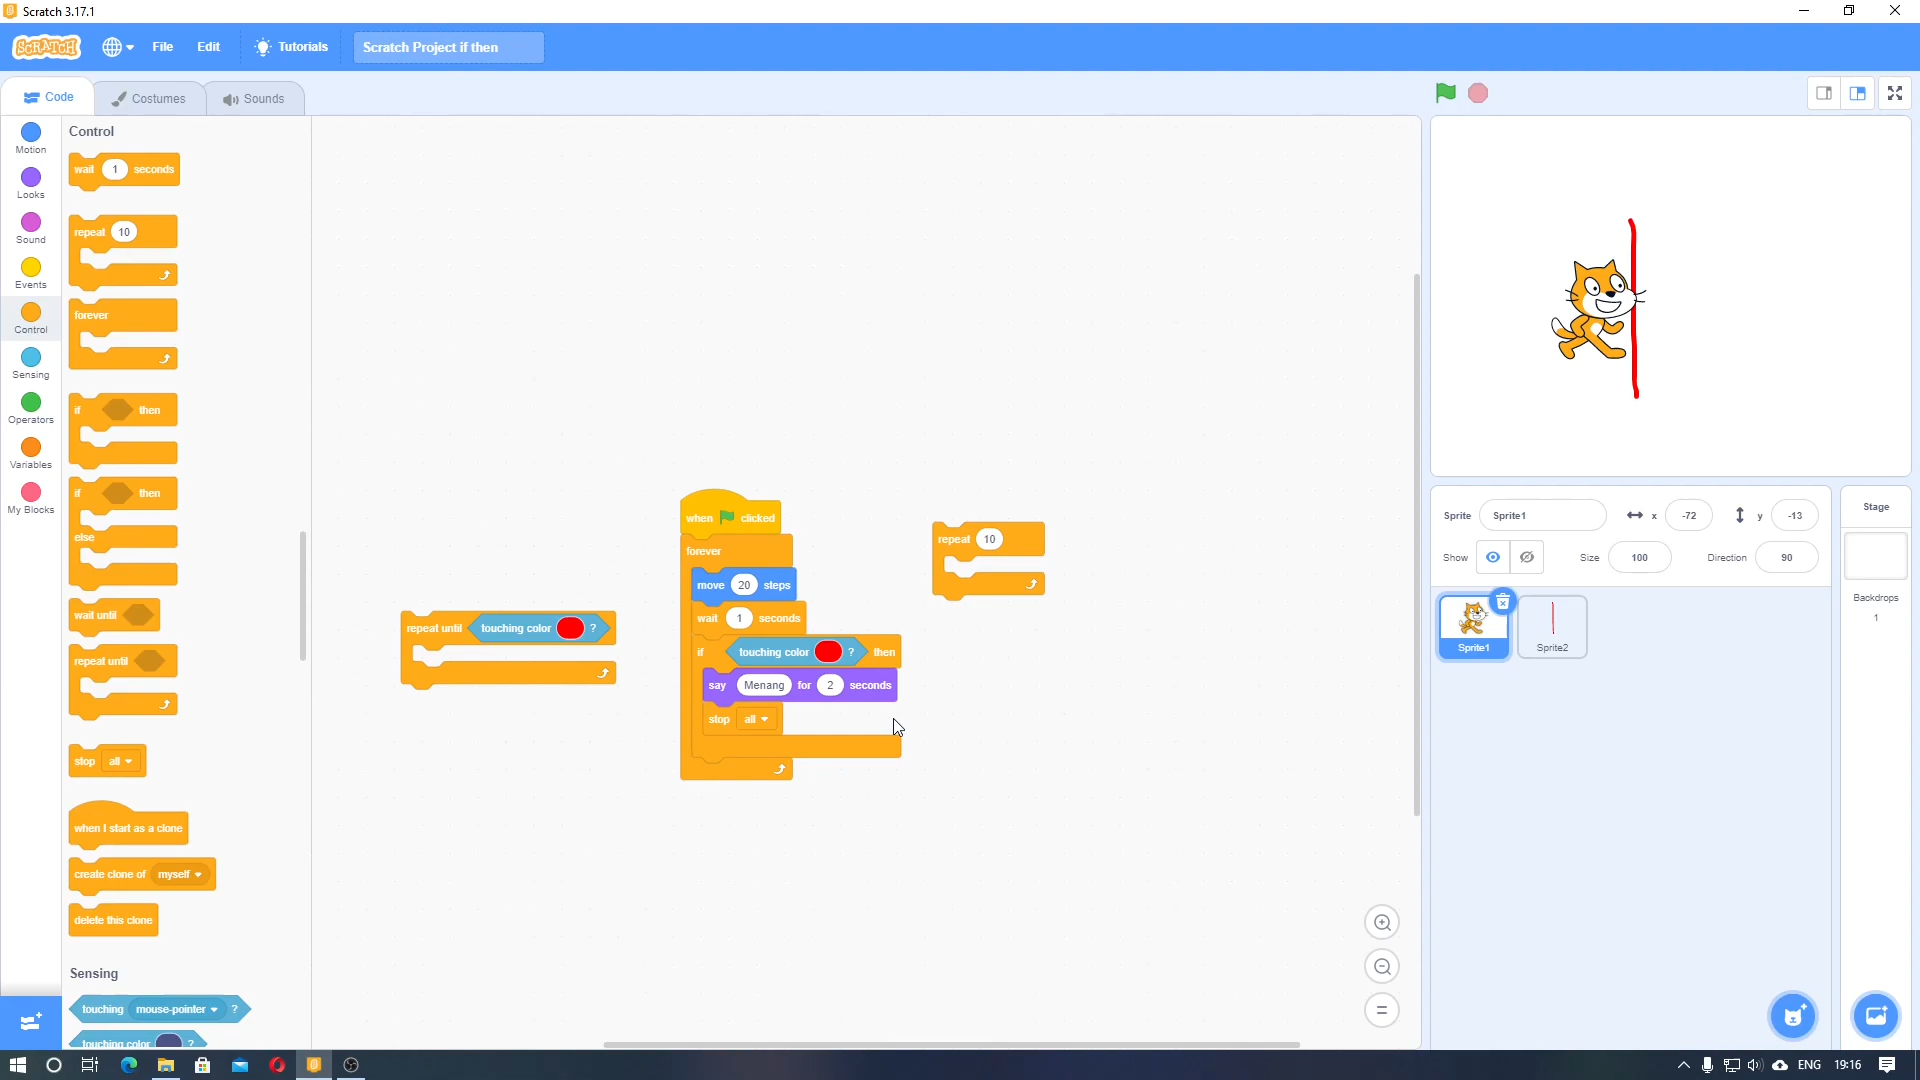 Scratch 3.17.1
SCRATCH
File
Edit
Tutorials
Scratch Project if then
Code
Costumes
Sounds
Motion
Looks
Sound
Events
Control
Sensing
Operators
Variables
My Blocks
Control
wait 1 seconds
repeat 10
forever
if then
if then
else
wait until
repeat until
stop all
when I start as a clone
create clone of myself
delete this clone
Sensing
touching mouse-pointer ?
touching color ?
repeat until touching color ?
when clicked
forever
move 20 steps
wait 1 seconds
if touching color ? then
say Menang for 2 seconds
stop all
repeat 10
Sprite Sprite1 x -72 y -13
Show Size 100 Direction 90
Sprite1
Sprite2
Stage
Backdrops
1
ENG
19:16